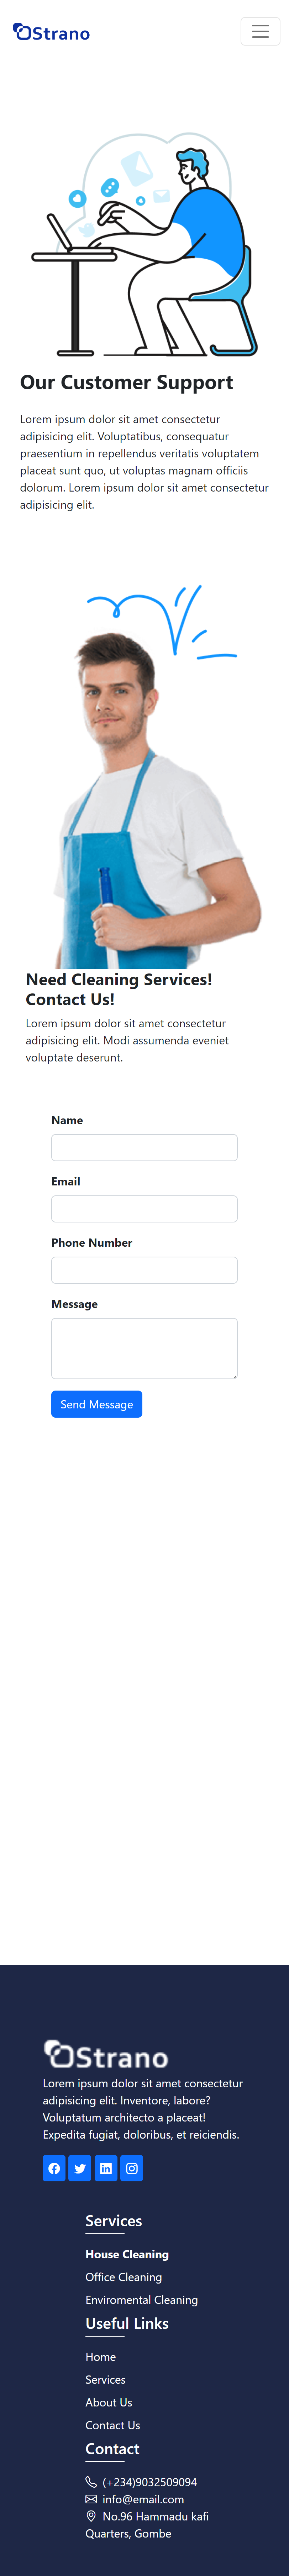 Strano
Our Customer Support
Lorem ipsum dolor sit amet consectetur
adipisicing elit. Voluptatibus, consequatur
praesentium in repellendus veritatis voluptatem
placeat sunt quo, ut voluptas magnam officiis
dolorum. Lorem ipsum dolor sit amet consectetur
adipisicing elit.
Need Cleaning Services!
Contact Us!
Lorem ipsum dolor sit amet consectetur
adipisicing elit. Modi assumenda eveniet
voluptate deserunt.
Name
Email
Phone Number
Message
Send Message
Strano
Lorem ipsum dolor sit amet consectetur
adipisicing elit. Inventore, labore?
Voluptatum architecto a placeat!
Expedita fugiat, doloribus, et reiciendis.
Services
House Cleaning
Office Cleaning
Enviromental Cleaning
Useful Links
Home
Services
About Us
Contact Us
Contact
(+234)9032509094
info@email.com
No.96 Hammadu kafi
Quarters, Gombe